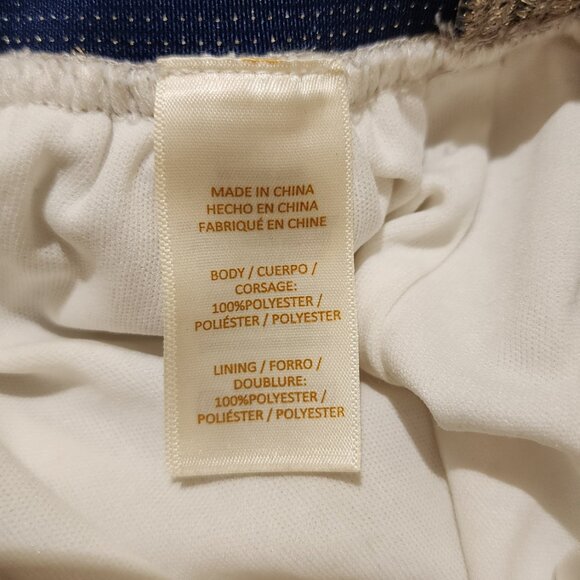 MADE IN CHINA
HECHO EN CHINA
FABRIQUÉ EN CHINE
BODY / CUERPO /
CORSAGE:
100%POLYESTER /
POLIÉSTER / POLYESTER
LINING / FORRO /
DOUBLURE:
100%POLYESTER /
POLIÉSTER / POLYESTER